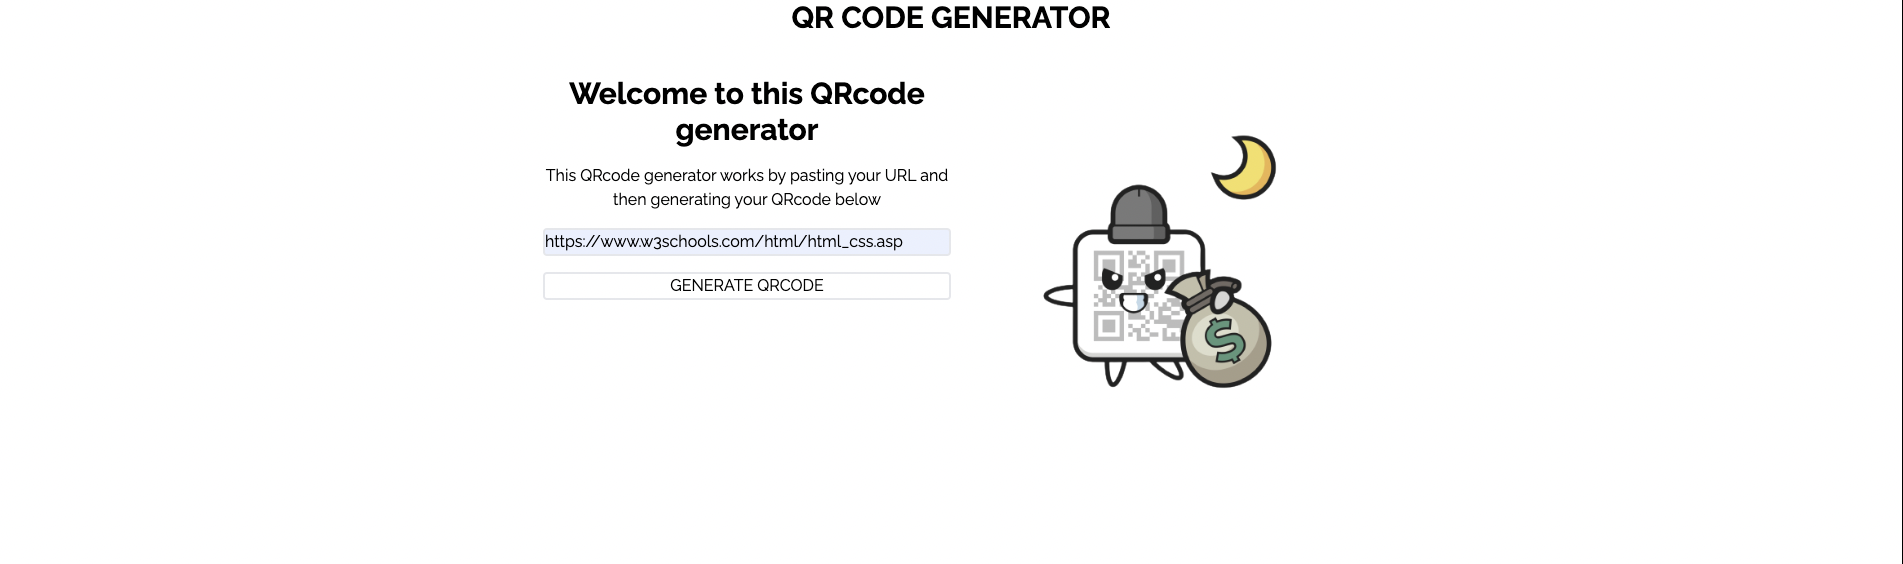 QR CODE GENERATOR
Welcome to this QRcode
generator
This QRcode generator works by pasting your URL and
then generating your QRcode below
https://www.w3schools.com/html/html_css.asp
GENERATE QRCODE
$